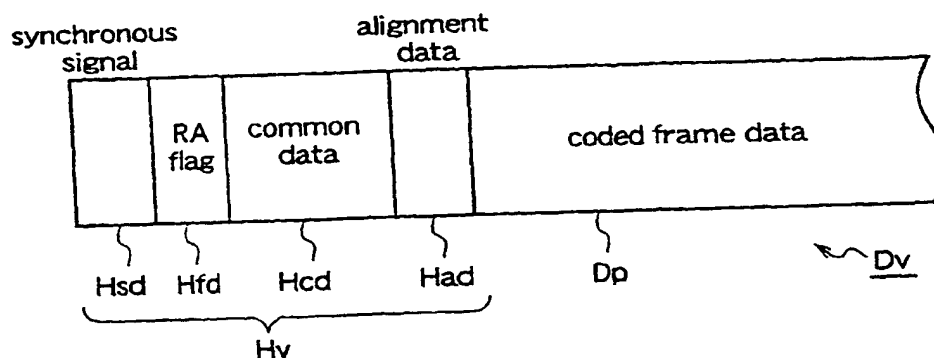 synchronous
signal
alignment
data
RA
flag
common
data
coded frame data
Hsd Hfd Hcd Had Dp Dv
Hv